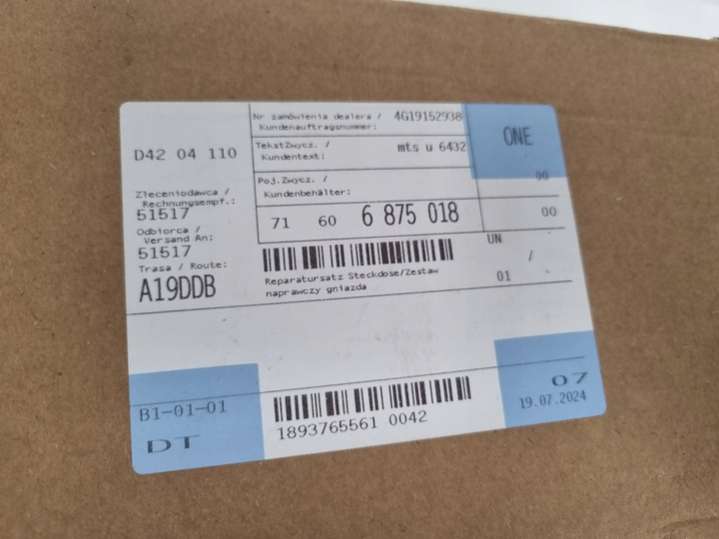 D42 04 110
Nr zamówienia dealera / 4G19152938
Kundenauftragsnummer:
ONE
TekstZwycz. / mts u 6432
Kundentext:
Poj.Zwycz. /
Kundenbehälter:
00
71 60 6 875 018 00
Zleceniodawca /
Rechnungsempf.:
51517
Odbiorca /
Versand An:
51517
Trasa / Route:
A19DDB
Reparatursatz Steckdose/Zestaw
naprawczy gniazda
UN
/
01
B1-01-01
DT
1893765561 0042
07
19.07.2024